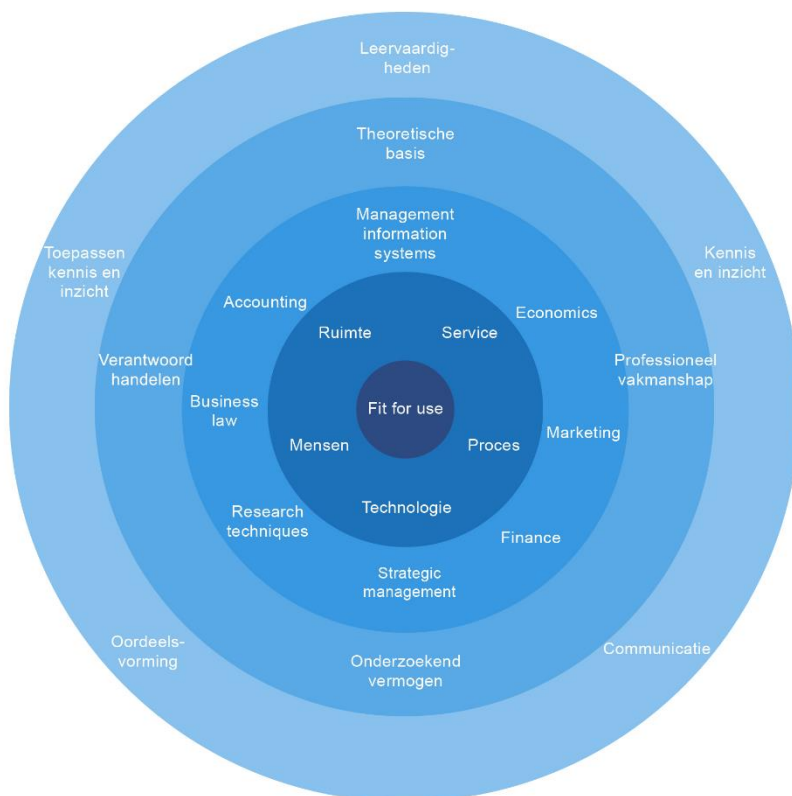 Leervaardig-
heden
Theoretische
basis
Management
information
systems
Toepassen
kennis en
inzicht
Kennis
en inzicht
Accounting
Economics
Ruimte
Service
Verantwoord
handelen
Professioneel
vakmanshap
Business
law
Fit for use
Marketing
Mensen
Proces
Technologie
Research
techniques
Finance
Strategic
management
Oordeels-
vorming
Communicatie
Onderzoekend
vermogen